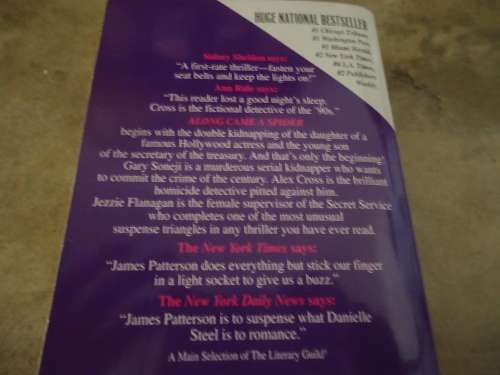 HUGE NATIONAL BESTSELLER
#1 Chicago Tribune,
#1 Washington Post,
#1 Miami Herald,
#2 New York Times,
#4 L.A. Times,
#2 Publishers
Weekly.
Sidney Sheldon says:
“A first-rate thriller—fasten your
seat belts and keep the lights on!”
Ann Rule says:
“This reader lost a good night's sleep.
Cross is the fictional detective of the '90s.”
ALONG CAME A SPIDER
begins with the double kidnapping of the daughter of a
famous Hollywood actress and the young son
of the secretary of the treasury. And that's only the beginning!
Gary Soneji is a murderous serial kidnapper who wants
to commit the crime of the century. Alex Cross is the brilliant
homicide detective pitted against him.
Jezzie Flanagan is the female supervisor of the Secret Service
who completes one of the most unusual
suspense triangles in any thriller you have ever read.
The New York Times says:
“James Patterson does everything but stick our finger
in a light socket to give us a buzz.”
The New York Daily News says:
“James Patterson is to suspense what Danielle
Steel is to romance.”
A Main Selection of The Literary Guild®